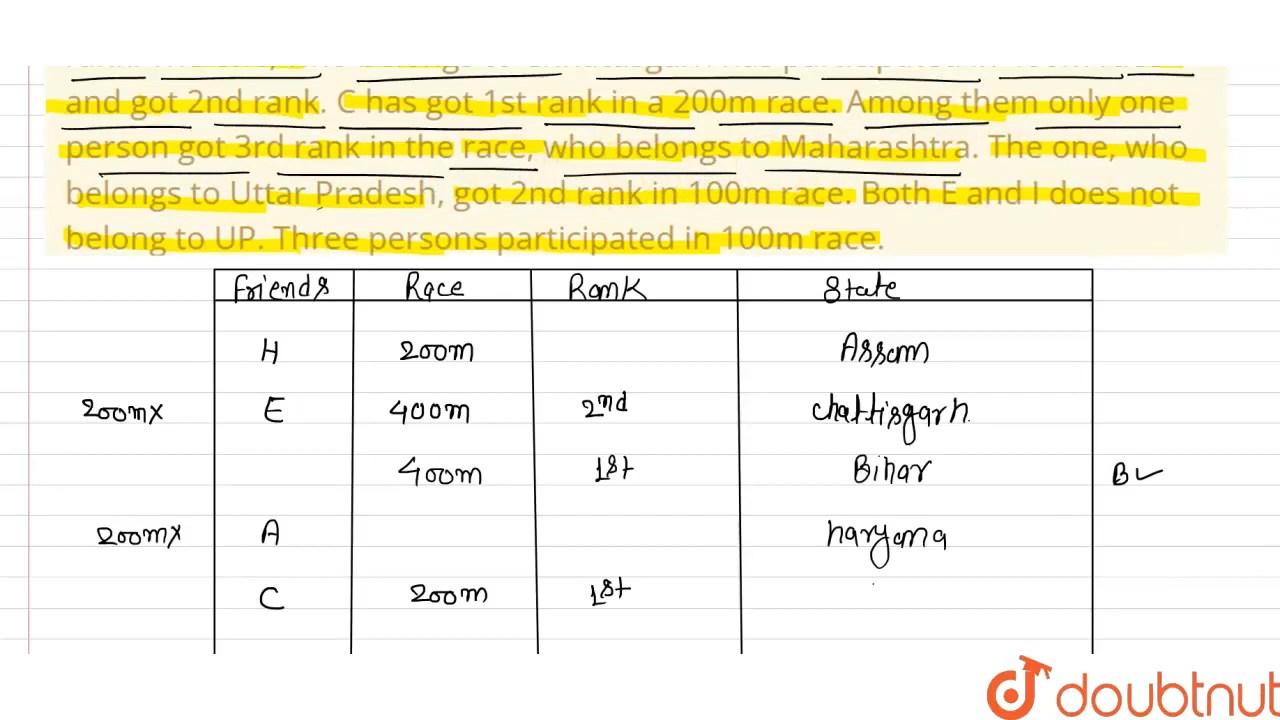 and got 2nd rank. C has got 1st rank in a 200m race. Among them only one
person got 3rd rank in the race, who belongs to Maharashtra. The one, who
belongs to Uttar Pradesh, got 2nd rank in 100m race. Both E and I does not
belong to UP. Three persons participated in 100m race.
Friends Race Rank State
H 200m Assam
200mx E 400m 2nd Chattisgarh
400m 1st Bihar B✓
200mx A haryana
C 200m 1st
doubtnut